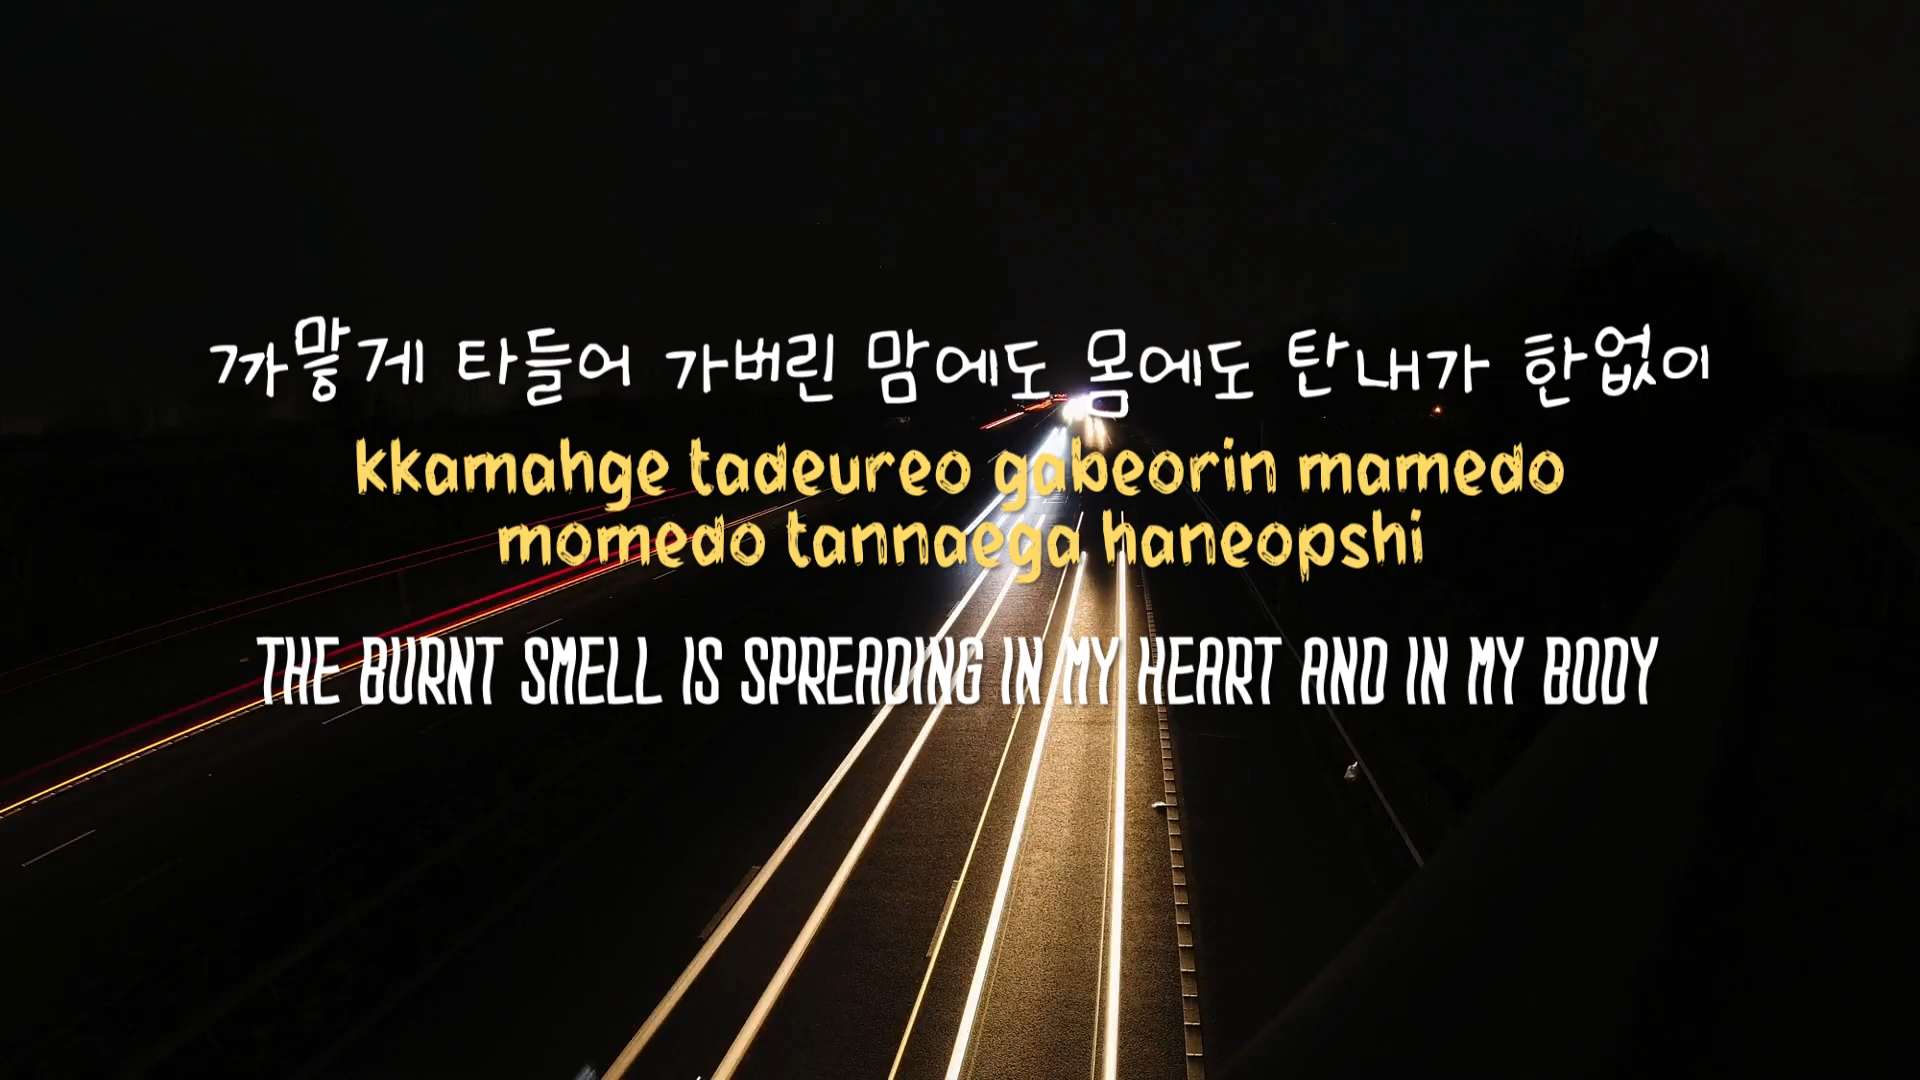 까맣게 타들어 가버린 맘에도 몸에도 탄내가 한없이
kkamahge tadeureo gabeorin mamedo
momedo tannaega haneopshi
THE BURNT SMELL IS SPREADING IN MY HEART AND IN MY BODY